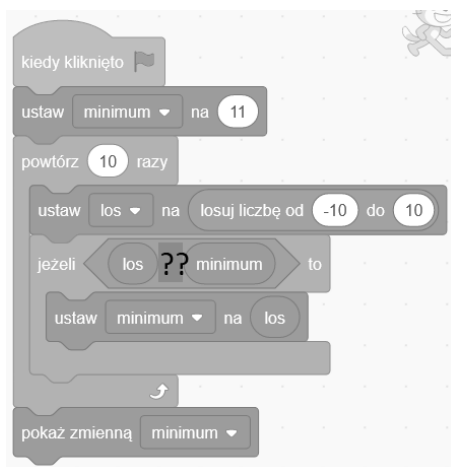 kiedy kliknięto
ustaw minimum na 11
powtórz 10 razy
ustaw los na losuj liczbę od -10 do 10
jeżeli los ?? minimum to
ustaw minimum na los
pokaż zmienną minimum